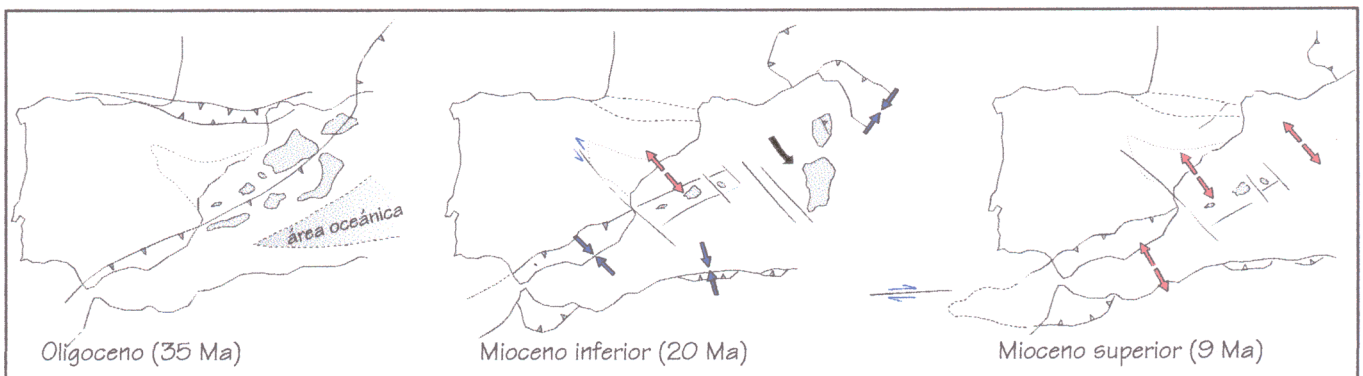 área oceánica
Oligoceno (35 Ma)
Mioceno inferior (20 Ma)
Mioceno superior (9 Ma)